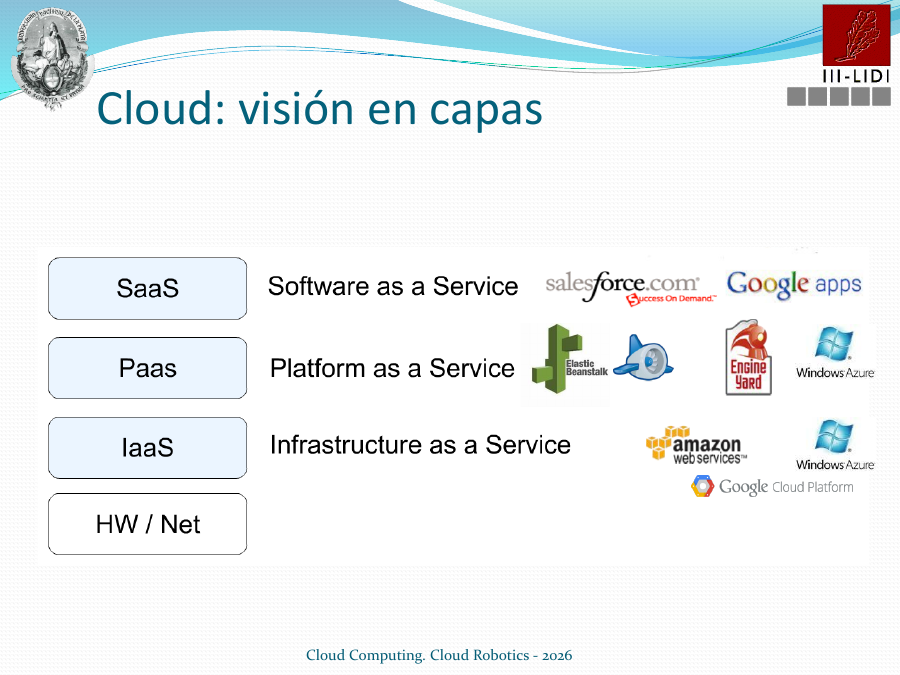 III-LIDI
Cloud: visión en capas
SaaS
Software as a Service
salesforce.com®
Success On Demand.™
Google apps
Paas
Platform as a Service
Elastic
Beanstalk
Engine
Yard
Windows Azure
IaaS
Infrastructure as a Service
amazon
web services™
Windows Azure
Google Cloud Platform
HW / Net
Cloud Computing. Cloud Robotics - 2026